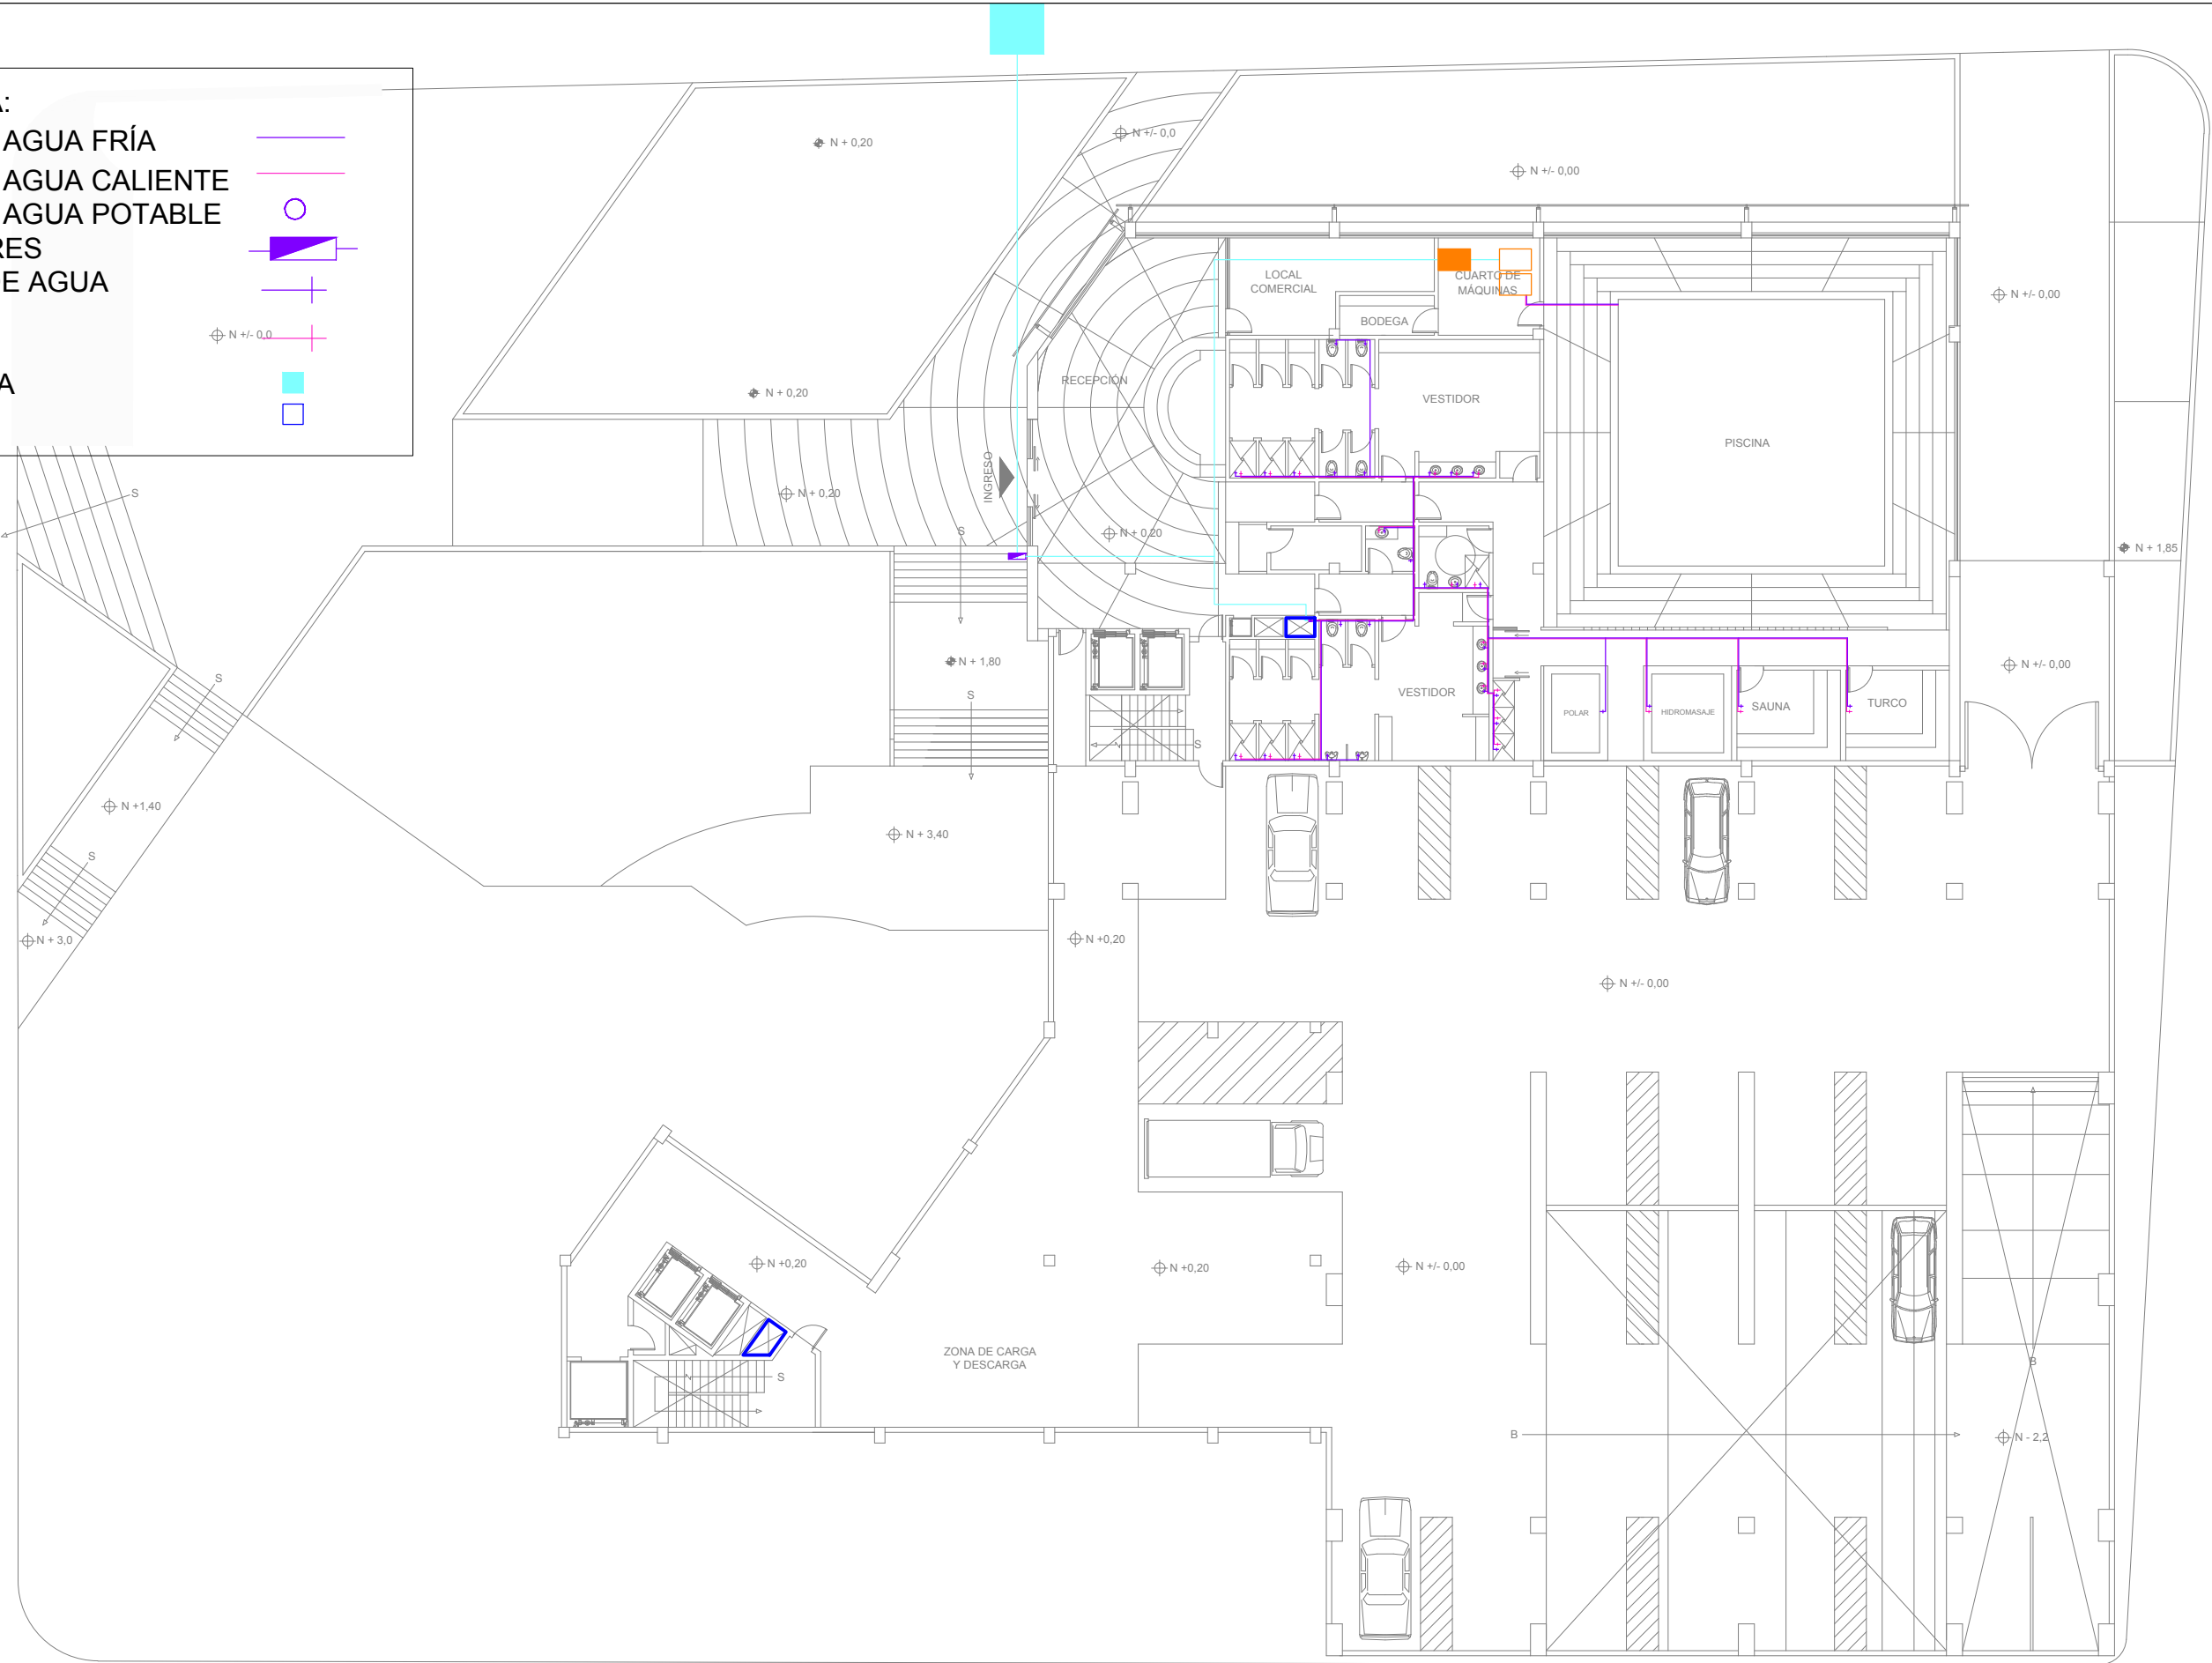 A:
AGUA FRÍA
AGUA CALIENTE
AGUA POTABLE
RES
E AGUA
A
N +/- 0,0
N + 0,20
N +/- 0,0
N +/- 0,00
N +/- 0,00
LOCAL
COMERCIAL
CUARTO DE
MÁQUINAS
BODEGA
RECEPCIÓN
N + 0,20
VESTIDOR
PISCINA
INGRESO
S
N + 0,20
S
N + 0,20
N + 1,85
N + 1,80
N +/- 0,00
S
S
VESTIDOR
POLAR
HIDROMASAJE
SAUNA
TURCO
S
N +1,40
N + 3,40
S
N + 3,0
N +0,20
N +/- 0,00
N +0,20
N +0,20
N +/- 0,00
ZONA DE CARGA
Y DESCARGA
B
S
B
N - 2,2